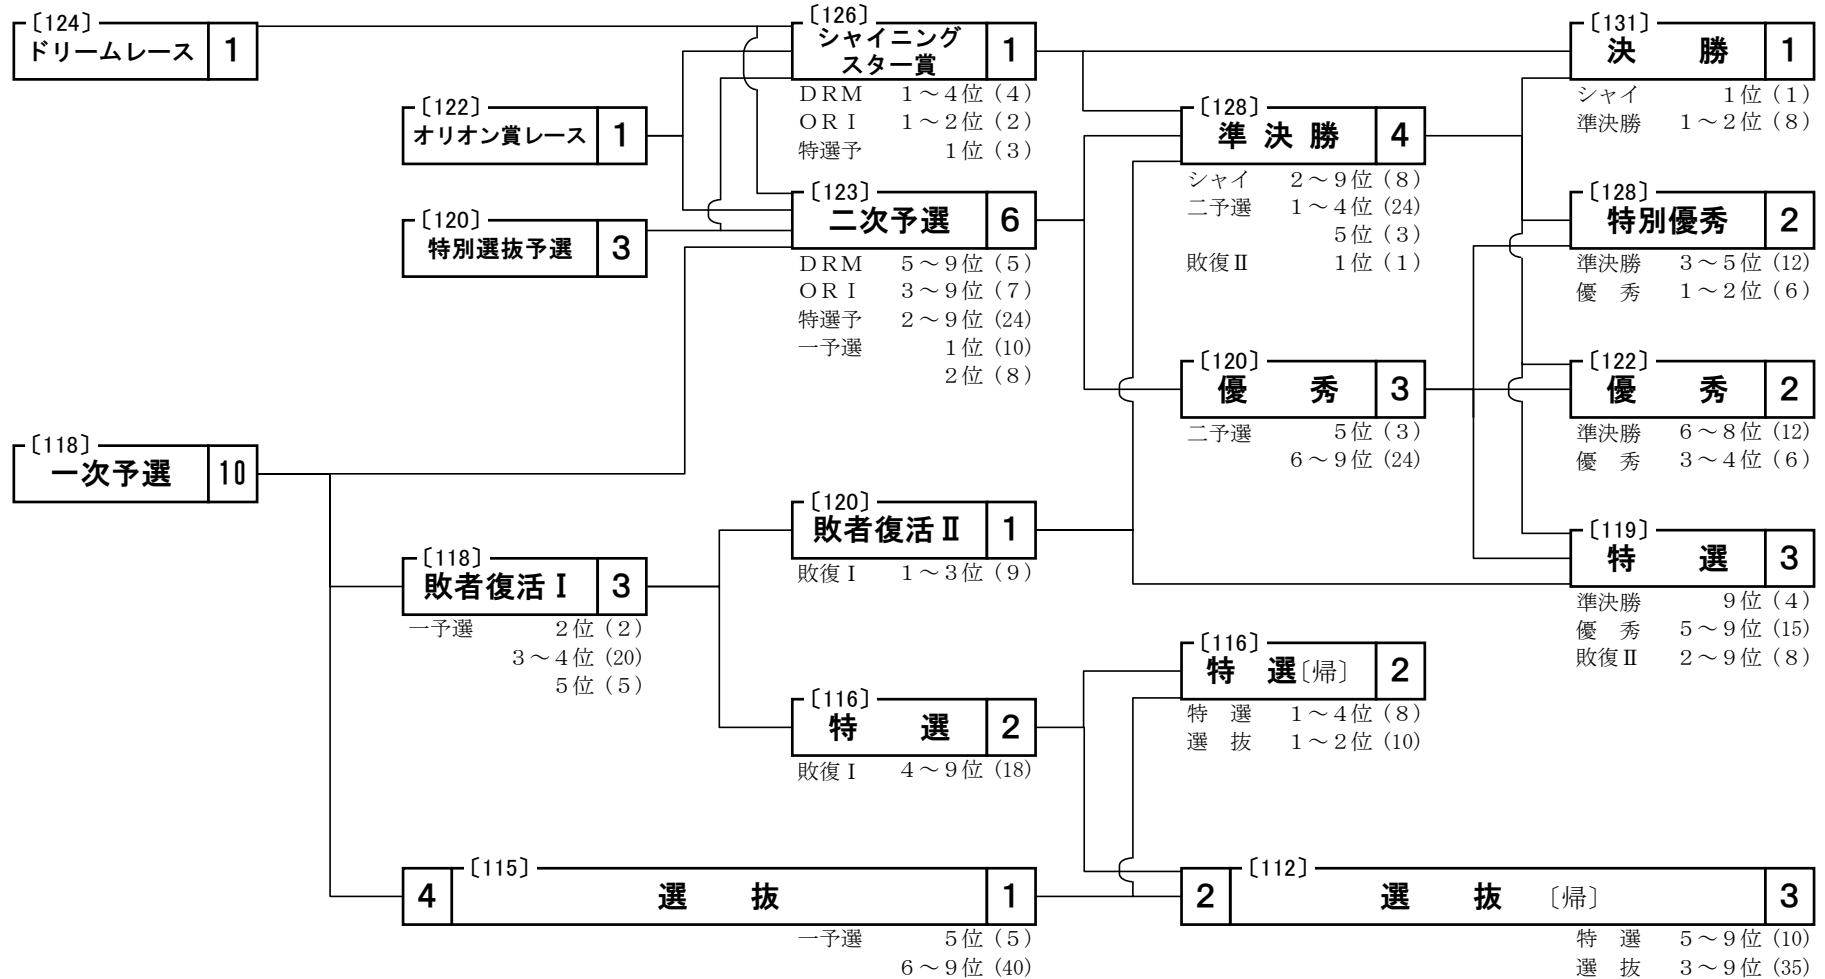 〔124〕
ドリームレース 1
〔122〕
オリオン賞レース 1
〔120〕
特別選抜予選 3
〔118〕
一次予選 10
〔118〕
敗者復活Ⅰ 3
一予選 2位（2）
3～4位（20）
5位（5）
〔126〕
シャイニング
スター賞 1
ＤＲＭ 1～4位（4）
ＯＲＩ 1～2位（2）
特選予 1位（3）
〔123〕
二次予選 6
ＤＲＭ 5～9位（5）
ＯＲＩ 3～9位（7）
特選予 2～9位（24）
一予選 1位（10）
2位（8）
〔120〕
敗者復活Ⅱ 1
敗復Ⅰ 1～3位（9）
〔116〕
特 選 2
敗復Ⅰ 4～9位（18）
〔115〕
4 選 抜 1
一予選 5位（5）
6～9位（40）
〔128〕
準決勝 4
シャイ 2～9位（8）
二予選 1～4位（24）
5位（3）
敗復Ⅱ 1位（1）
〔120〕
優 秀 3
二予選 5位（3）
6～9位（24）
〔116〕
特 選〔帰〕 2
特 選 1～4位（8）
選 抜 1～2位（10）
〔131〕
決 勝 1
シャイ 1位（1）
準決勝 1～2位（8）
〔128〕
特別優秀 2
準決勝 3～5位（12）
優 秀 1～2位（6）
〔122〕
優 秀 2
準決勝 6～8位（12）
優 秀 3～4位（6）
〔119〕
特 選 3
準決勝 9位（4）
優 秀 5～9位（15）
敗復Ⅱ 2～9位（8）
〔112〕
2 選 抜 〔帰〕 3
特 選 5～9位（10）
選 抜 3～9位（35）